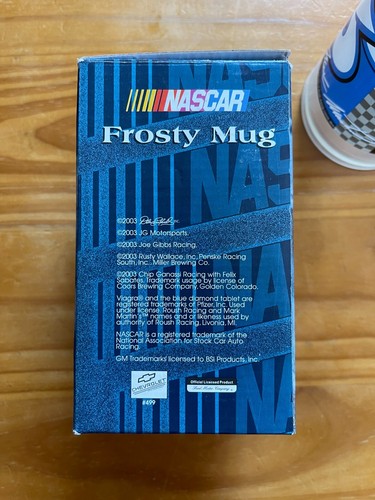 NASCAR
Frosty Mug
©2003
©2003 JG Motorsports.
©2003 Joe Gibbs Racing.
©2003 Rusty Wallace, Inc., Penske Racing
South, Inc., Miller Brewing Co.
©2003 Chip Ganassi Racing with Felix
Sabates. Trademark usage by license of
Coors Brewing Company, Golden Colorado.
Viagra® and the blue diamond tablet are
registered trademarks of Pfizer, Inc. Used
under license. Roush Racing and Mark
Martin's™ names and or likeness used by
authority of Roush Racing, Livonia, MI.
NASCAR is a registered trademark of the
National Association for Stock Car Auto
Racing.
GM Trademarks licensed to BSI Products, Inc.
CHEVROLET
#499
Official Licensed Product